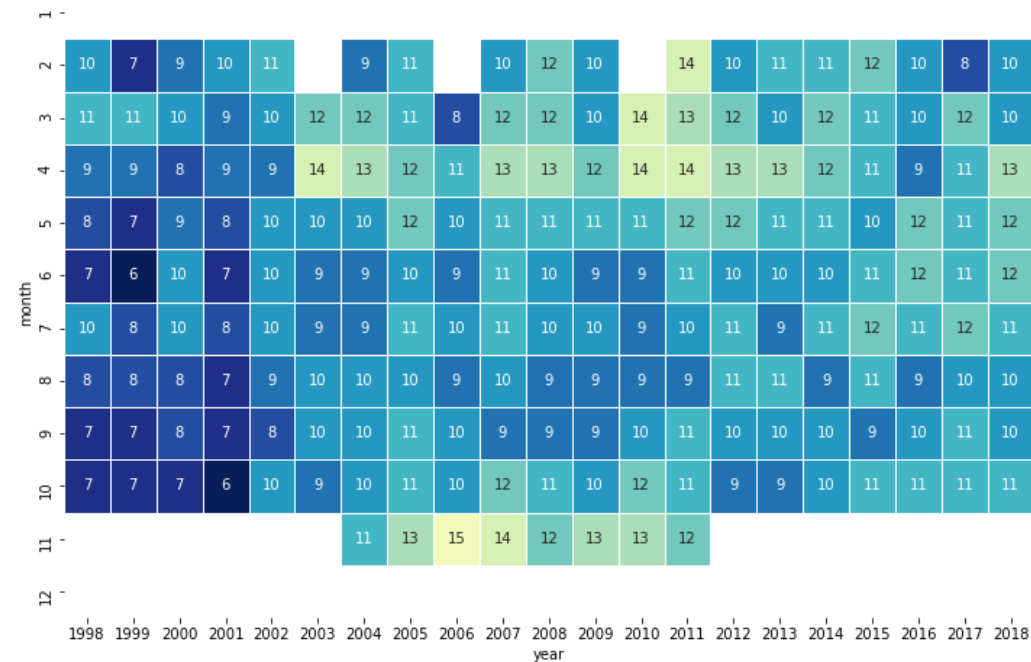 1
2 10 7 9 10 11 9 11 10 12 10 14 10 11 11 12 10 8 10
3 11 11 10 9 10 12 12 11 8 12 12 10 14 13 12 10 12 11 10 12 10
4 9 9 8 9 9 14 13 12 11 13 13 12 14 14 13 13 12 11 9 11 13
5 8 7 9 8 10 10 10 12 10 11 11 11 11 12 12 11 11 10 12 11 12
6 7 6 10 7 10 9 9 10 9 11 10 9 9 11 10 10 10 11 12 11 12
month
7 10 8 10 8 10 9 9 11 10 11 10 10 9 10 11 9 11 12 11 12 11
8 8 8 8 7 9 10 10 10 9 10 9 9 9 9 11 11 9 11 9 10 10
9 7 7 8 7 8 10 10 11 10 9 9 9 10 11 10 10 10 9 10 11 10
10 7 7 7 6 10 9 10 11 10 12 11 10 12 11 9 9 10 11 11 11 11
11 11 13 15 14 12 13 13 12
12
1998 1999 2000 2001 2002 2003 2004 2005 2006 2007 2008 2009 2010 2011 2012 2013 2014 2015 2016 2017 2018
year